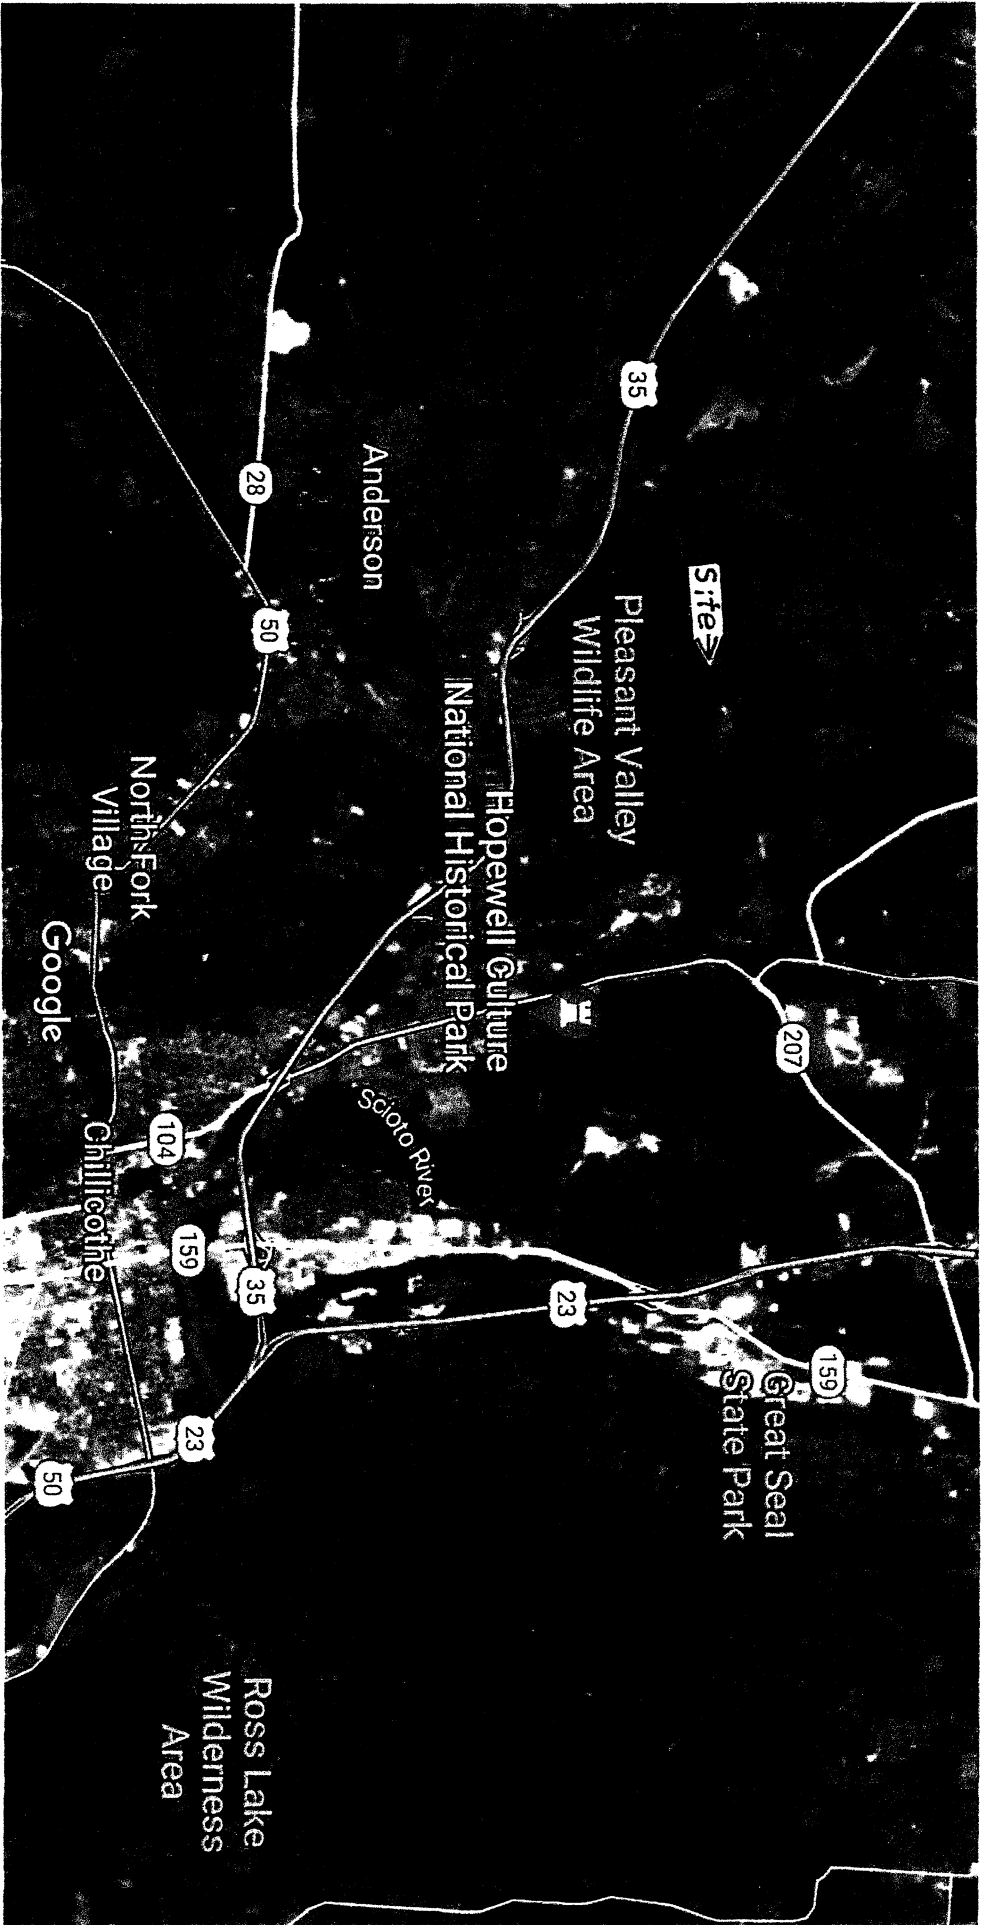 35
Site
Pleasant Valley
Wildlife Area
28
Anderson
50
Hopewell Culture
National Historical Park
North Fork
Village
Google
207
Scioto River
104
Chillicothe
159
35
23
159
Great Seal
State Park
23
50
Ross Lake
Wilderness
Area